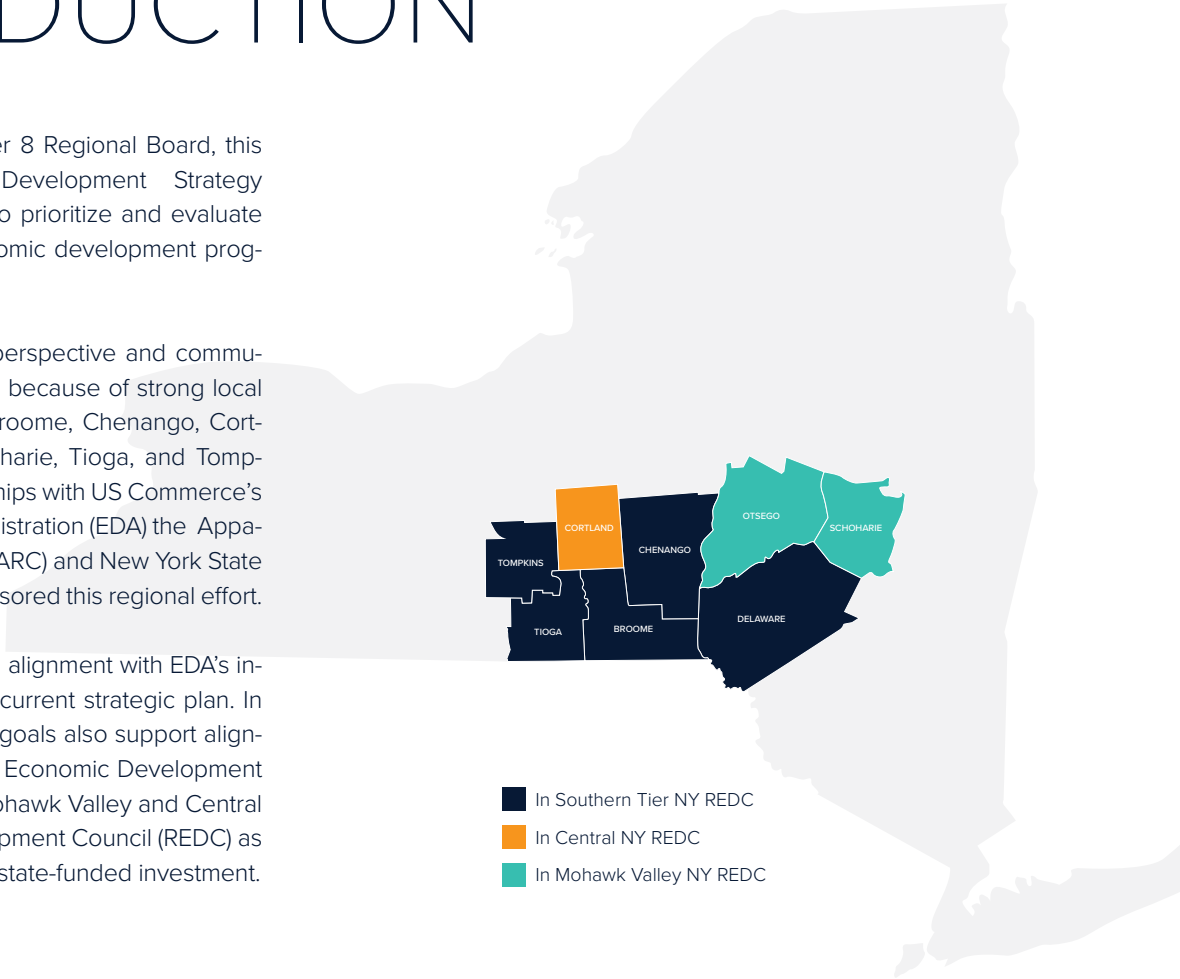 DUCTION
er 8 Regional Board, this
Development Strategy
o prioritize and evaluate
omic development prog-
perspective and commu-
because of strong local
roome, Chenango, Cort-
harie, Tioga, and Tomp-
hips with US Commerce's
istration (EDA) the Appa-
ARC) and New York State
sored this regional effort.
alignment with EDA's in-
current strategic plan. In
goals also support align-
Economic Development
ohawk Valley and Central
pment Council (REDC) as
state-funded investment.
OTSEGO
CORTLAND
SCHOHARIE
CHENANGO
TOMPKINS
DELAWARE
TIOGA
BROOME
In Southern Tier NY REDC
In Central NY REDC
In Mohawk Valley NY REDC